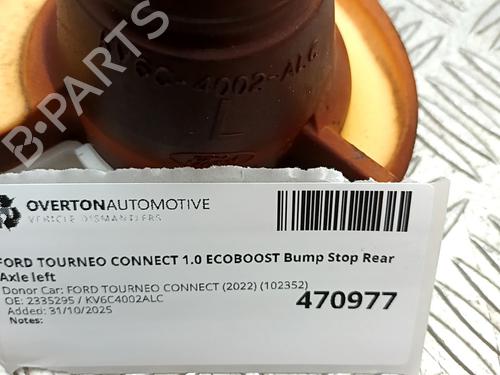 V6C-4002-ALC
L
B-PARTS
OVERTONAUTOMOTIVE
VEHICLE DISMANTLERS
FORD TOURNEO CONNECT 1.0 ECOBOOST Bump Stop Rear
Axle left
Donor Car: FORD TOURNEO CONNECT (2022) (102352)
OE: 2335295 / KV6C4002ALC
Added: 31/10/2025
Notes:
470977